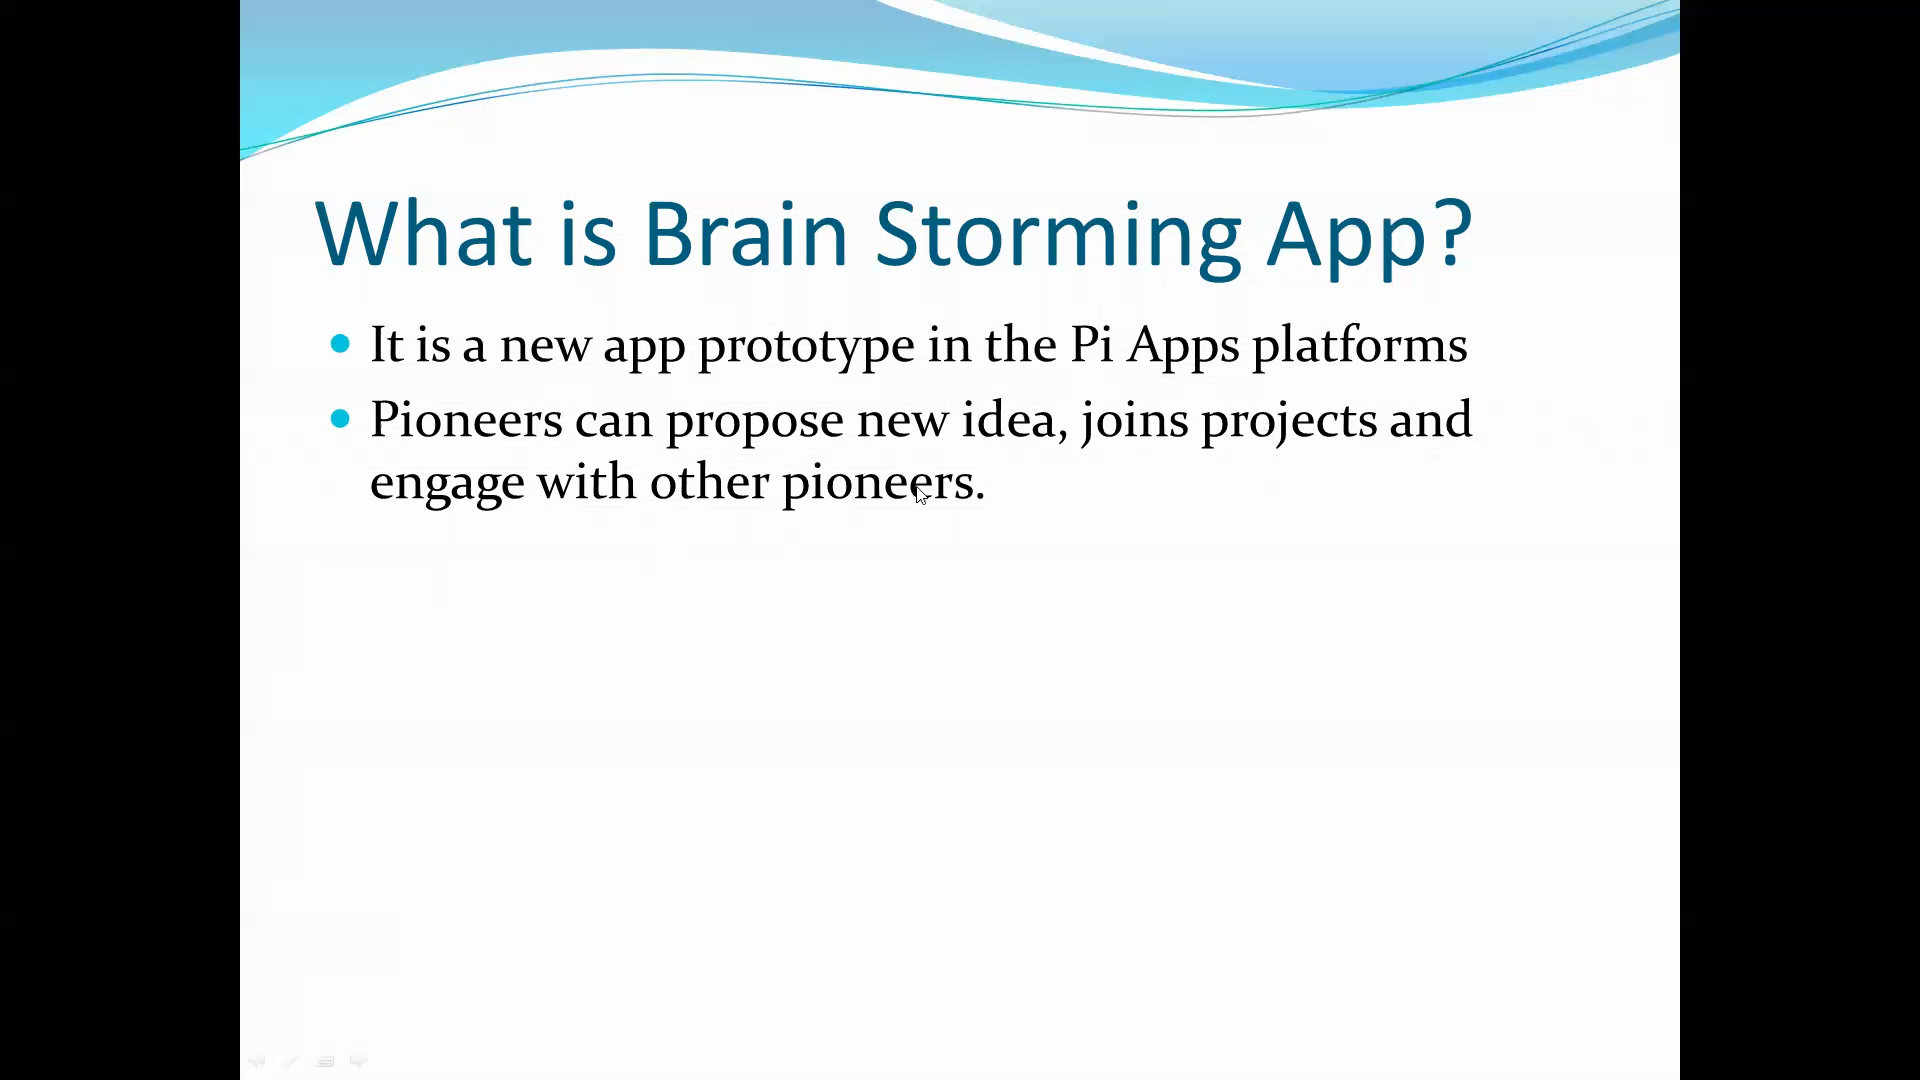 What is Brain Storming App?
It is a new app prototype in the Pi Apps platforms
Pioneers can propose new idea, joins projects and
engage with other pioneers.